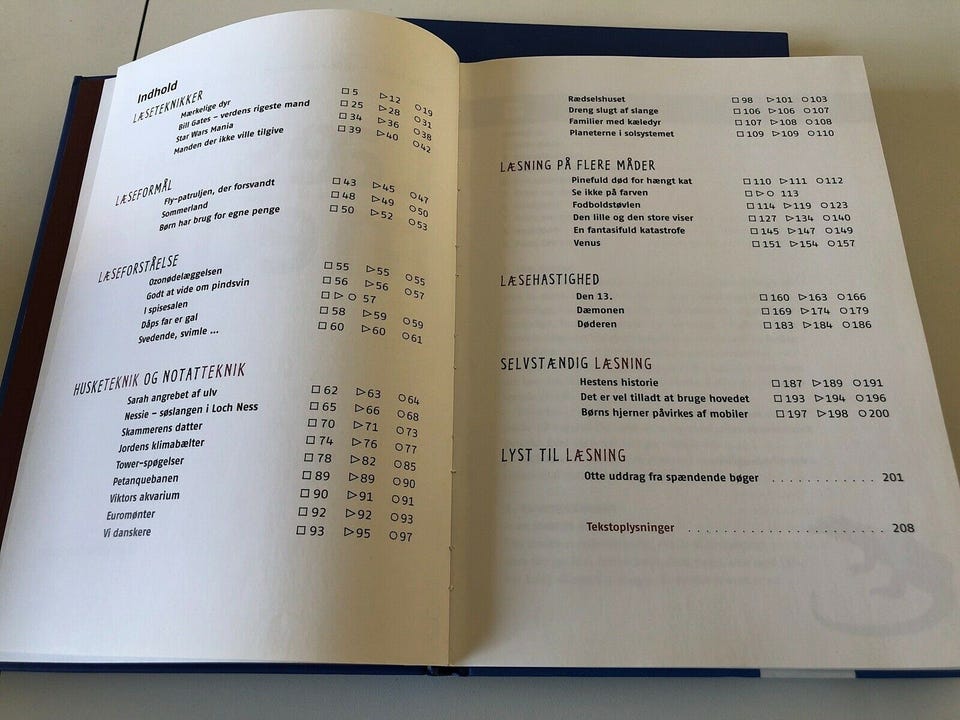 Indhold
LÆSETEKNIKKER
Mærkelige dyr □ 5 ▷ 12 ○ 19
Bill Gates – verdens rigeste mand □ 25 ▷ 28 ○ 31
Star Wars Mania □ 34 ▷ 36 ○ 38
Manden der ikke ville tilgive □ 39 ▷ 40 ○ 42
LÆSEFORMÅL
Fly-patruljen, der forsvandt □ 43 ▷ 45 ○ 47
Sommerland □ 48 ▷ 49 ○ 50
Børn har brug for egne penge □ 50 ▷ 52 ○ 53
LÆSEFORSTÅELSE
Ozonødelæggelsen □ 55 ▷ 55 ○ 55
Godt at vide om pindsvin □ 56 ▷ 56 ○ 57
I spisesalen □ ▷ ○ 57
Dåps far er gal □ 58 ▷ 59 ○ 59
Svedende, svimle ... □ 60 ▷ 60 ○ 61
HUSKETEKNIK OG NOTATTEKNIK
Sarah angrebet af ulv □ 62 ▷ 63 ○ 64
Nessie – søslangen i Loch Ness □ 65 ▷ 66 ○ 68
Skammerens datter □ 70 ▷ 71 ○ 73
Jordens klimabælter □ 74 ▷ 76 ○ 77
Tower-spøgelser □ 78 ▷ 82 ○ 85
Petanquebanen □ 89 ▷ 89 ○ 90
Viktors akvarium □ 90 ▷ 91 ○ 91
Euromønter □ 92 ▷ 92 ○ 93
Vi danskere □ 93 ▷ 95 ○ 97
Rædselshuset □ 98 ▷ 101 ○ 103
Dreng slugt af slange □ 106 ▷ 106 ○ 107
Familier med kæledyr □ 107 ▷ 108 ○ 108
Planeterne i solsystemet □ 109 ▷ 109 ○ 110
LÆSNING PÅ FLERE MÅDER
Pinefuld død for hængt kat □ 110 ▷ 111 ○ 112
Se ikke på farven □ ▷ ○ 113
Fodboldstøvlen □ 114 ▷ 119 ○ 123
Den lille og den store viser □ 127 ▷ 134 ○ 140
En fantasifuld katastrofe □ 145 ▷ 147 ○ 149
Venus □ 151 ▷ 154 ○ 157
LÆSEHASTIGHED
Den 13. □ 160 ▷ 163 ○ 166
Dæmonen □ 169 ▷ 174 ○ 179
Døderen □ 183 ▷ 184 ○ 186
SELVSTÆNDIG LÆSNING
Hestens historie □ 187 ▷ 189 ○ 191
Det er vel tilladt at bruge hovedet □ 193 ▷ 194 ○ 196
Børns hjerner påvirkes af mobiler □ 197 ▷ 198 ○ 200
LYST TIL LÆSNING
Otte uddrag fra spændende bøger . . . . . . . . . . . . 201
Tekstoplysninger . . . . . . . . . . . . . . . . . . . . . . 208